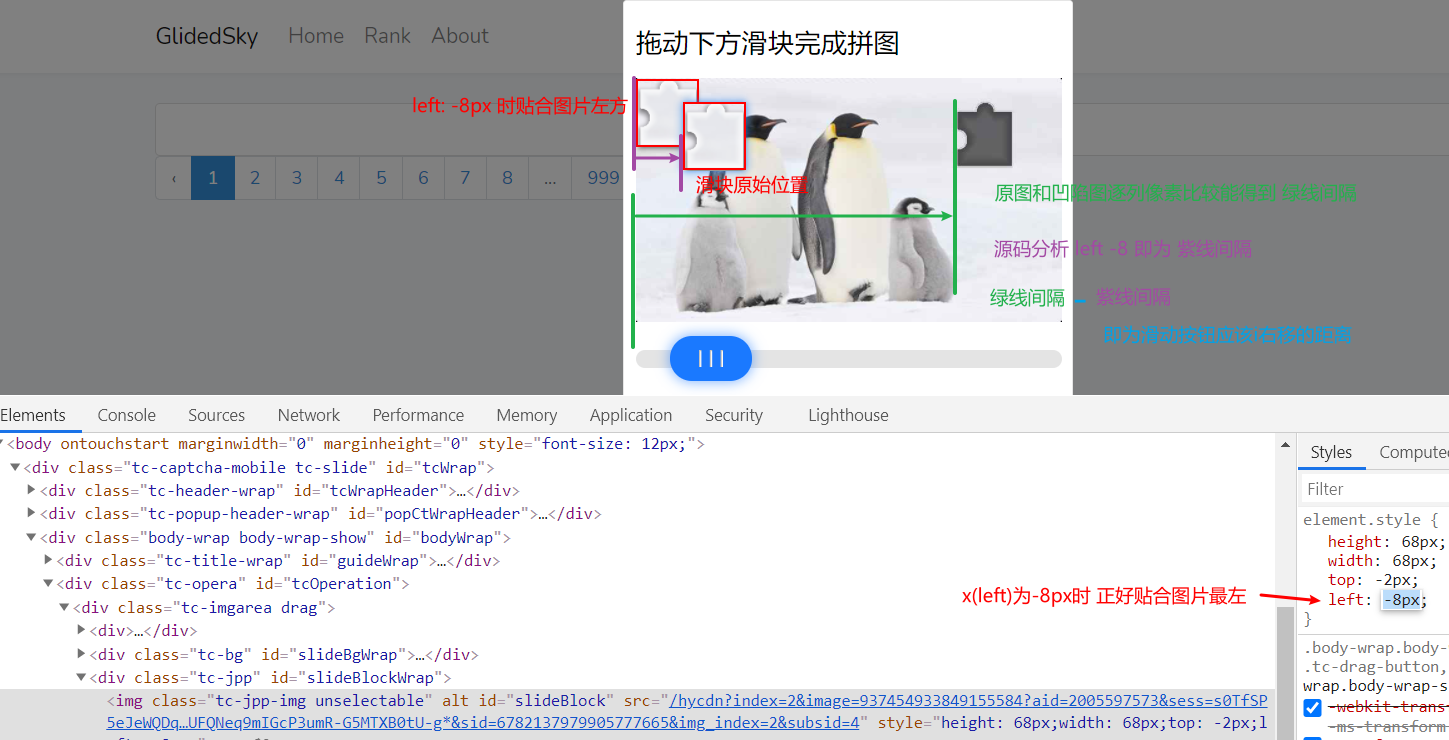 GlidedSky Home Rank About
拖动下方滑块完成拼图
left: -8px 时贴合图片左方
‹ 1 2 3 4 5 6 7 8 ... 999
滑块原始位置
原图和凹陷图逐列像素比较能得到 绿线间隔
源码分析 left -8 即为 紫线间隔
绿线间隔 - 紫线间隔
即为滑动按钮应该右移的距离
Elements Console Sources Network Performance Memory Application Security Lighthouse
<body ontouchstart marginwidth="0" marginheight="0" style="font-size: 12px;">
▼<div class="tc-captcha-mobile tc-slide" id="tcWrap">
▶<div class="tc-header-wrap" id="tcWrapHeader">…</div>
▶<div class="tc-popup-header-wrap" id="popCtWrapHeader">…</div>
▼<div class="body-wrap body-wrap-show" id="bodyWrap">
▶<div class="tc-title-wrap" id="guideWrap">…</div>
▼<div class="tc-opera" id="tcOperation">
▼<div class="tc-imgarea drag">
▶<div>…</div>
▶<div class="tc-bg" id="slideBgWrap">…</div>
▼<div class="tc-jpp" id="slideBlockWrap">
<img class="tc-jpp-img unselectable" alt id="slideBlock" src="/hycdn?index=2&image=937454933849155584?aid=2005597573&sess=s0TfSP
5eJeWQDq…UFQNeq9mIGcP3umR-G5MTXB0tU-g*&sid=6782137979905777665&img_index=2&subsid=4" style="height: 68px;width: 68px;top: -2px;l
x(left)为-8px时 正好贴合图片最左
Styles Compute
Filter
element.style {
height: 68px;
width: 68px;
top: -2px;
left: -8px;
}
.body-wrap.body-
.tc-drag-button,
wrap.body-wrap-s
-webkit-trans
-ms-transform